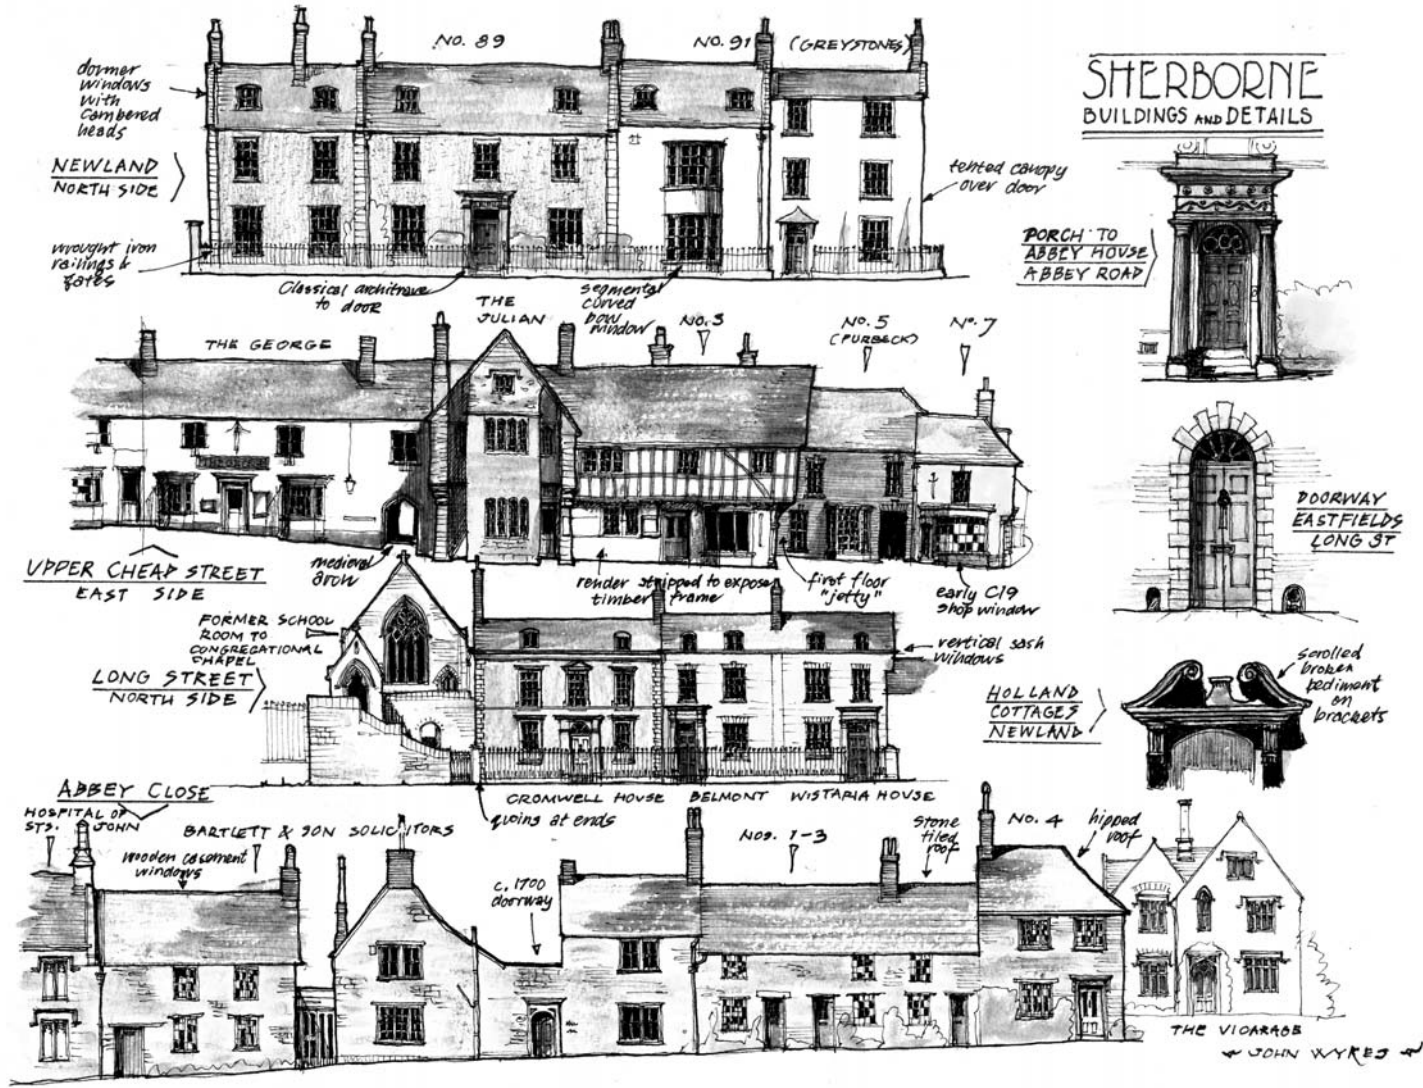 SHERBORNE
BUILDINGS AND DETAILS
NO. 89
NO. 91
(GREYSTONES)
dormer
windows
with
cambered
heads
NEWLAND
NORTH SIDE
wrought iron
railings &
gates
Classical architrave
to door
segmental
curved
bow
window
tented canopy
over door
PORCH TO
ABBEY HOUSE
ABBEY ROAD
THE GEORGE
THE
JULIAN
NO. 3
NO. 5
(PURBECK)
NO. 7
UPPER CHEAP STREET
EAST SIDE
medieval
arch
render stripped to expose
timber frame
first floor
"jetty"
early C19
shop window
DOORWAY
EASTFIELDS
LONG ST
FORMER SCHOOL
ROOM TO
CONGREGATIONAL
CHAPEL
LONG STREET
NORTH SIDE
vertical sash
windows
CROMWELL HOUSE
BELMONT
WISTARIA HOUSE
quoins at ends
HOLLAND
COTTAGES
NEWLAND
scrolled
broken
pediment
on
brackets
ABBEY CLOSE
HOSPITAL OF
STS. JOHN
BARTLETT & SON SOLICITORS
wooden casement
windows
c. 1700
doorway
NOS. 1-3
stone
tiled
roof
NO. 4
hipped
roof
THE VICARAGE
JOHN WYKES